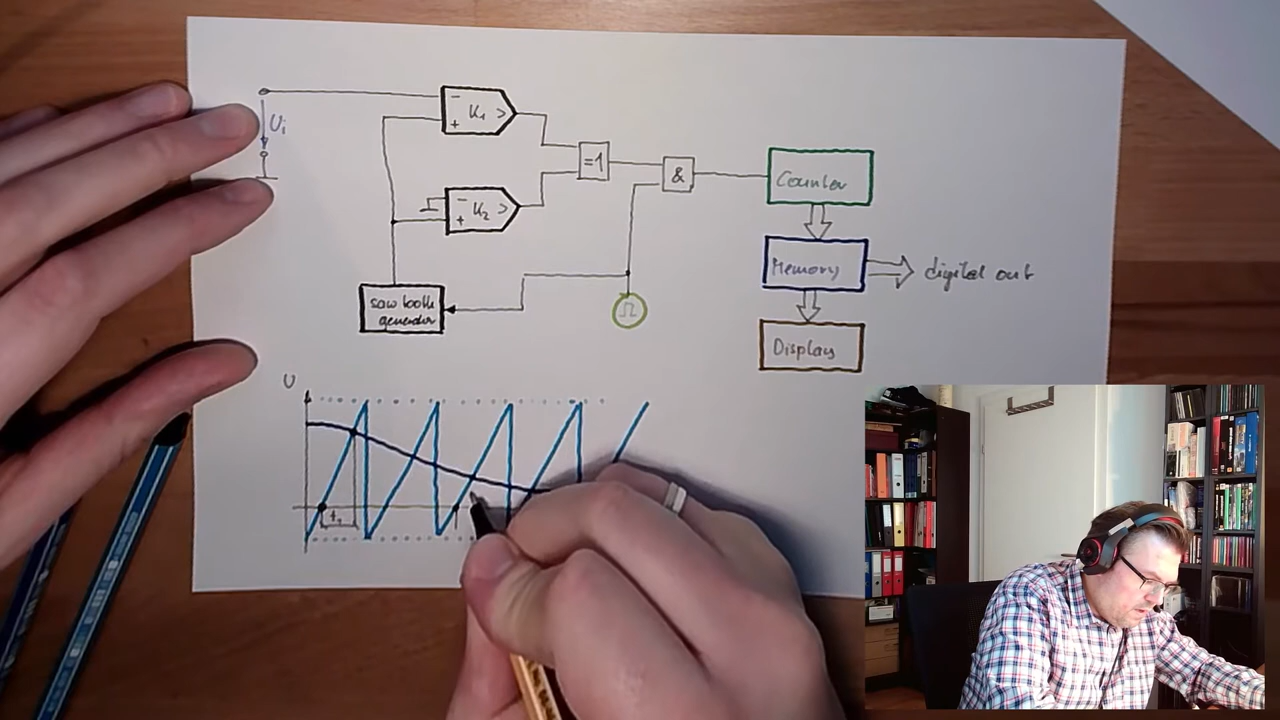 Ui
- K1 >
+
=1
&
- K2 >
+
Counter
Memory
digital out
saw tooth
generator
Display
U
t1